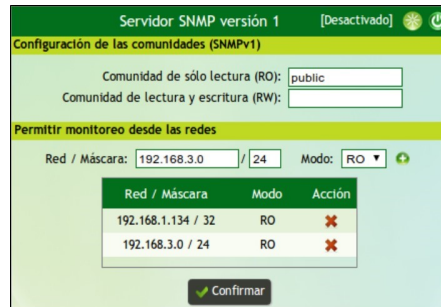 Servidor SNMP versión 1 [Desactivado]
Configuración de las comunidades (SNMPv1)
Comunidad de sólo lectura (RO): public
Comunidad de lectura y escritura (RW):
Permitir monitoreo desde las redes
Red / Máscara: 192.168.3.0 / 24 Modo: RO
Red / Máscara Modo Acción
192.168.1.134 / 32 RO
192.168.3.0 / 24 RO
Confirmar